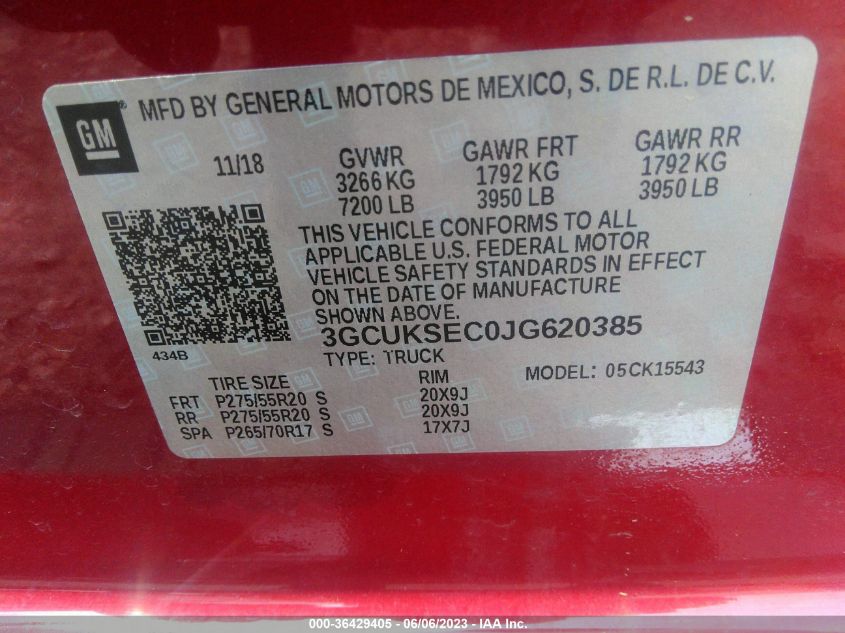 MFD BY GENERAL MOTORS DE MEXICO, S. DE R.L. DE C.V.
GM®
11/18 GVWR GAWR FRT GAWR RR
3266 KG 1792 KG 1792 KG
7200 LB 3950 LB 3950 LB
THIS VEHICLE CONFORMS TO ALL
APPLICABLE U.S. FEDERAL MOTOR
VEHICLE SAFETY STANDARDS IN EFFECT
ON THE DATE OF MANUFACTURE
SHOWN ABOVE.
3GCUKSEC0JG620385
434B TYPE: TRUCK
MODEL: 05CK15543
TIRE SIZE RIM
FRT P275/55R20 S 20X9J
RR P275/55R20 S 20X9J
SPA P265/70R17 S 17X7J
000-36429405 - 06/06/2023 - IAA Inc.